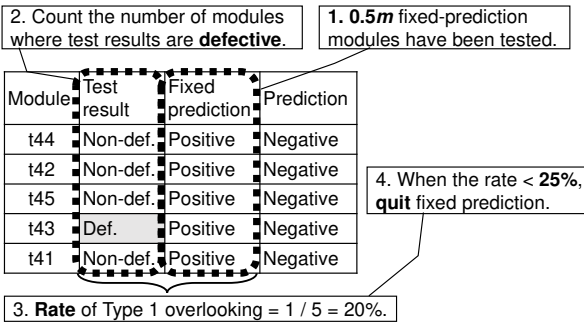 2. Count the number of modules
where test results are defective.
1. 0.5m fixed-prediction
modules have been tested.
Module Test result Fixed prediction Prediction
t44 Non-def. Positive Negative
t42 Non-def. Positive Negative
t45 Non-def. Positive Negative
t43 Def. Positive Negative
t41 Non-def. Positive Negative
4. When the rate < 25%,
quit fixed prediction.
3. Rate of Type 1 overlooking = 1 / 5 = 20%.